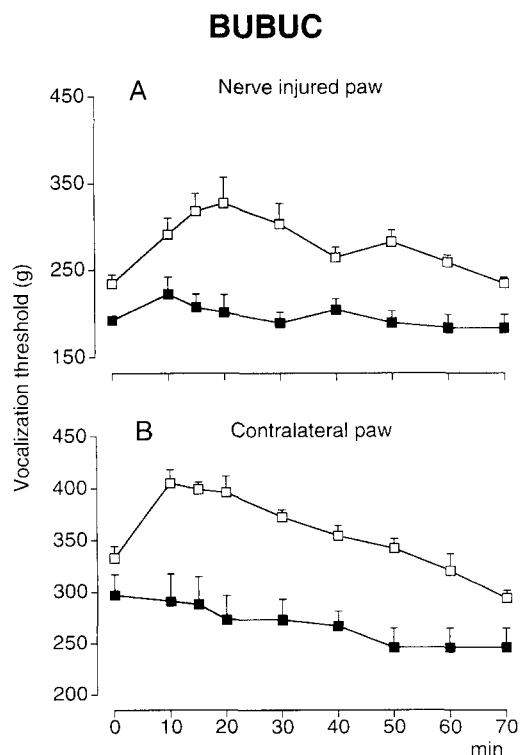 BUBUC
A Nerve injured paw
450
350
250
150
Vocalization threshold (g)
B Contralateral paw
450
400
350
300
250
200
0 10 20 30 40 50 60 70
min